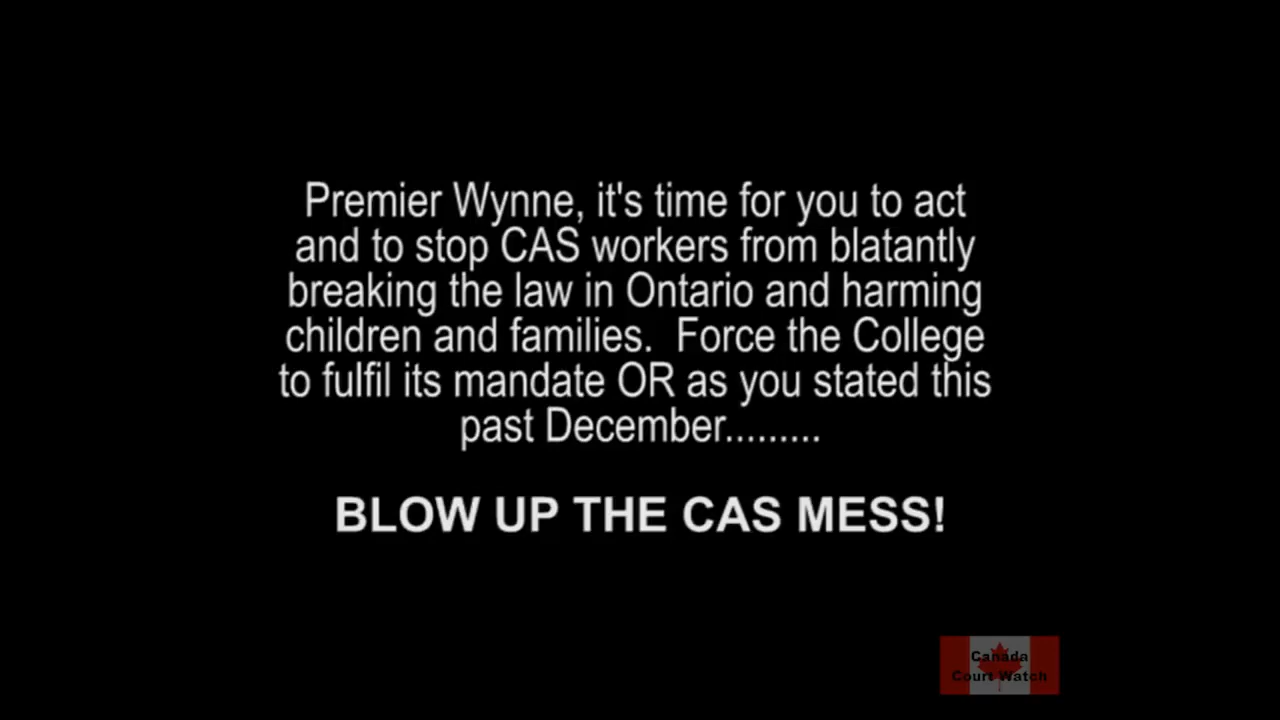 Premier Wynne, it's time for you to act
and to stop CAS workers from blatantly
breaking the law in Ontario and harming
children and families.  Force the College
to fulfil its mandate OR as you stated this
past December.........
BLOW UP THE CAS MESS!
Canada
Court Watch